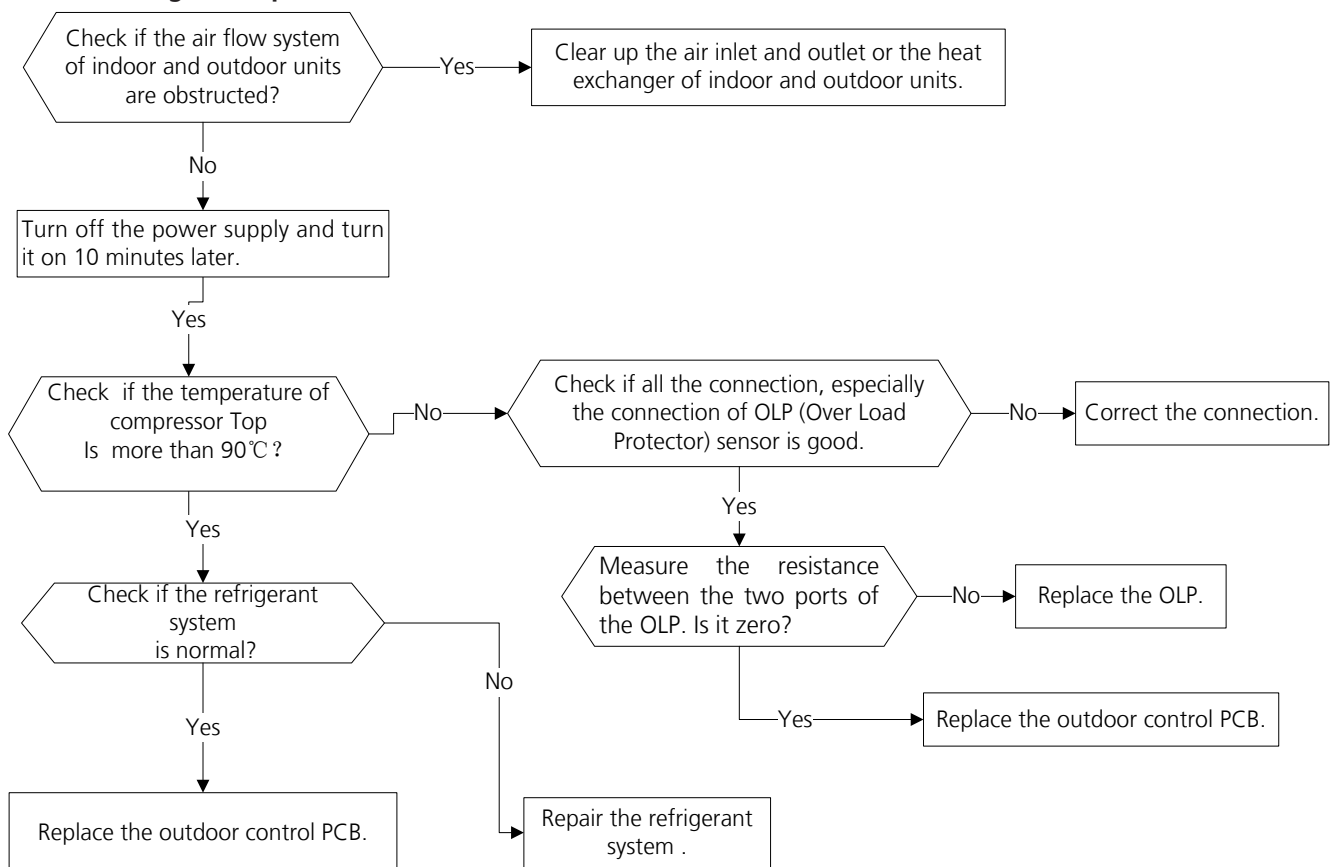 Check if the air flow system
of indoor and outdoor units
are obstructed?
Yes
Clear up the air inlet and outlet or the heat
exchanger of indoor and outdoor units.
No
Turn off the power supply and turn
it on 10 minutes later.
Yes
Check if the temperature of
compressor Top
Is more than 90℃?
No
Check if all the connection, especially
the connection of OLP (Over Load
Protector) sensor is good.
No
Correct the connection.
Yes
Yes
Measure the resistance
between the two ports of
the OLP. Is it zero?
No
Replace the OLP.
Check if the refrigerant
system
is normal?
No
Yes
Replace the outdoor control PCB.
Yes
Replace the outdoor control PCB.
Repair the refrigerant
system .